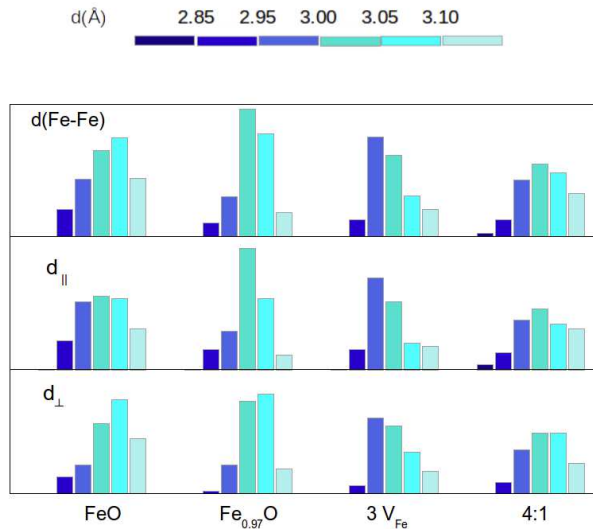 d(Å) 2.85 2.95 3.00 3.05 3.10
d(Fe-Fe)
d||
d⊥
FeO Fe0.97O 3 VFe 4:1